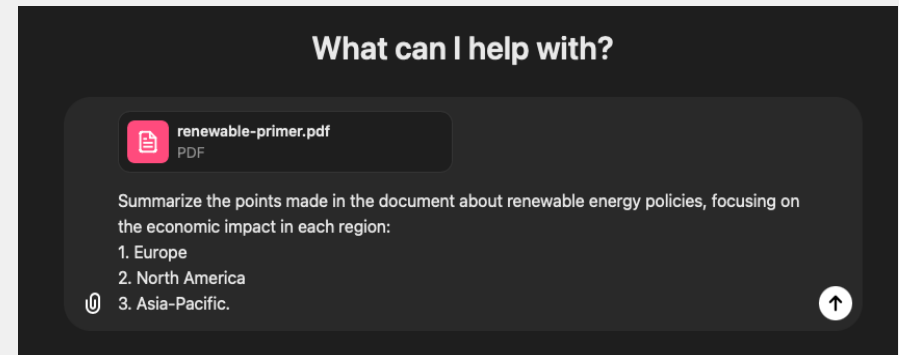 What can I help with?
renewable-primer.pdf
PDF
Summarize the points made in the document about renewable energy policies, focusing on
the economic impact in each region:
1. Europe
2. North America
3. Asia-Pacific.